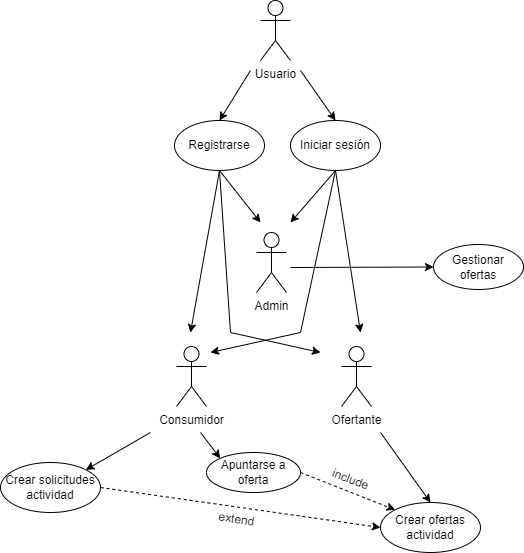 Usuario
Registrarse
Iniciar sesión
Gestionar
ofertas
Admin
Consumidor
Ofertante
Crear solicitudes
actividad
Apuntarse a
oferta
include
extend
Crear ofertas
actividad